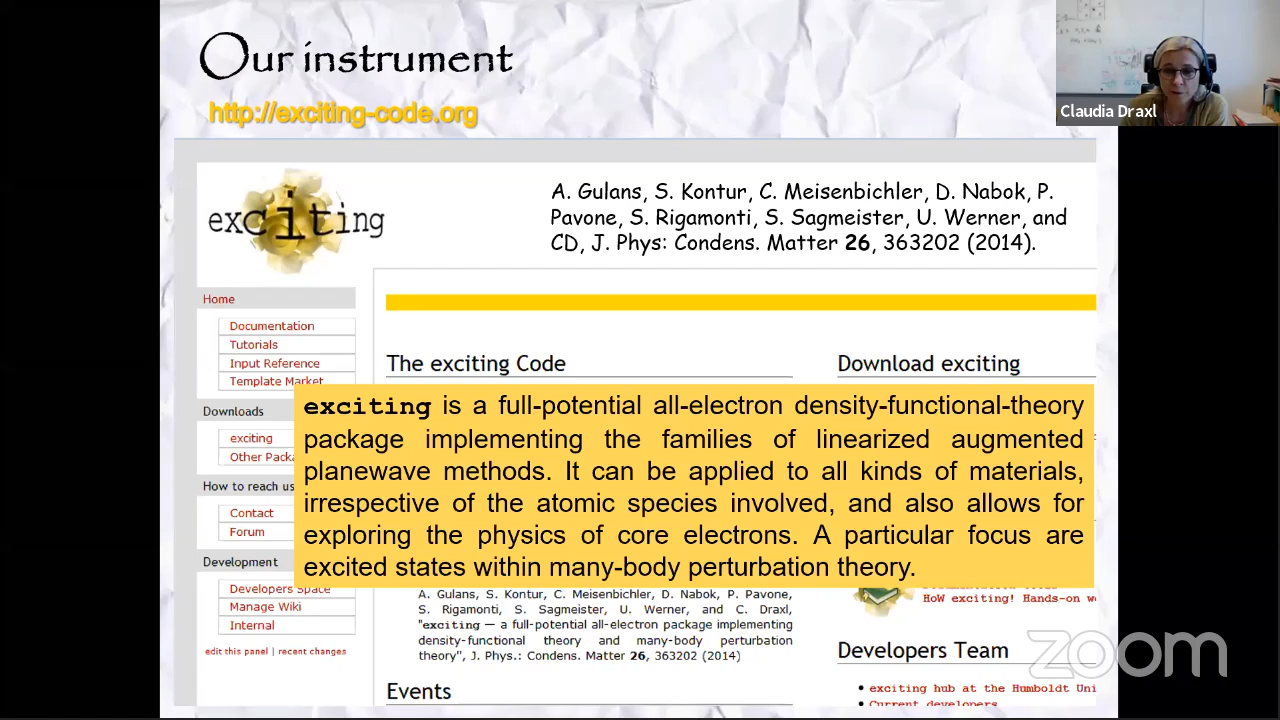 Our instrument
http://exciting-code.org
Claudia Draxl
exciting
A. Gulans, S. Kontur, C. Meisenbichler, D. Nabok, P.
Pavone, S. Rigamonti, S. Sagmeister, U. Werner, and
CD, J. Phys: Condens. Matter 26, 363202 (2014).
Home
Documentation
Tutorials
Input Reference
Template Market
Downloads
exciting
Other Packa
How to reach us
Contact
Forum
Development
Developers Space
Manage Wiki
Internal
edit this panel | recent changes
The exciting Code
Download exciting
exciting is a full-potential all-electron density-functional-theory
package implementing the families of linearized augmented
planewave methods. It can be applied to all kinds of materials,
irrespective of the atomic species involved, and also allows for
exploring the physics of core electrons. A particular focus are
excited states within many-body perturbation theory.
A. Gulans, S. Kontur, C. Meisenbichler, D. Nabok, P. Pavone,
S. Rigamonti, S. Sagmeister, U. Werner, and C. Draxl,
"exciting — a full-potential all-electron package implementing
density-functional theory and many-body perturbation
theory", J. Phys.: Condens. Matter 26, 363202 (2014)
Events
HoW exciting! Hands-on w
Developers Team
exciting hub at the Humboldt Uni
Current developers
zoom